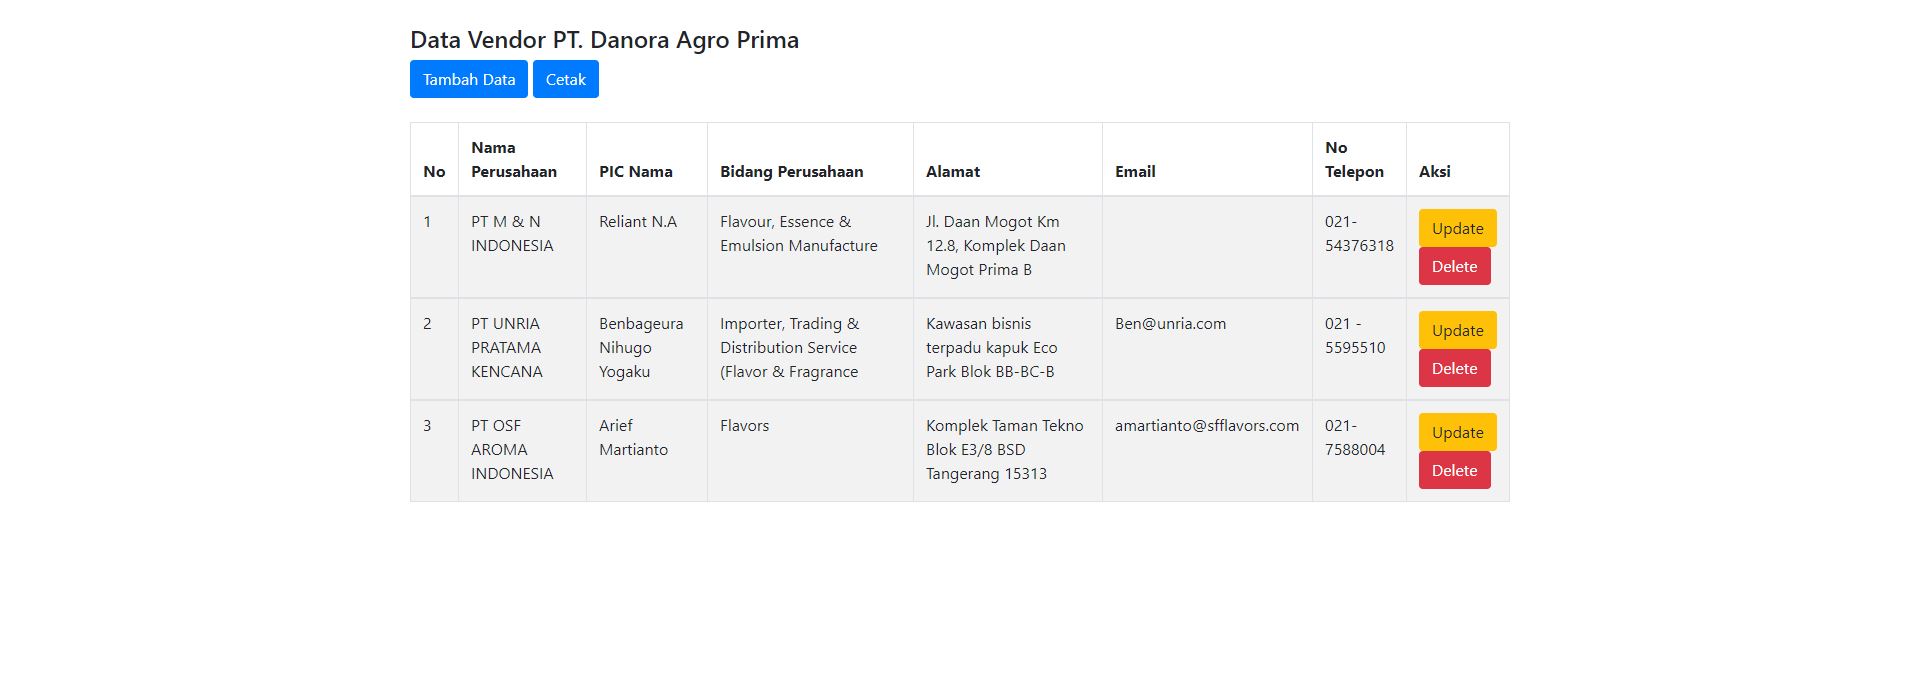 Data Vendor PT. Danora Agro Prima
Tambah Data Cetak
No Nama Perusahaan PIC Nama Bidang Perusahaan Alamat Email No Telepon Aksi
1 PT M & N Reliant N.A Flavour, Essence & Jl. Daan Mogot Km 021- Update
INDONESIA Emulsion Manufacture 12.8, Komplek Daan 54376318
Mogot Prima B Delete
2 PT UNRIA Benbageura Importer, Trading & Kawasan bisnis Ben@unria.com 021 - Update
PRATAMA Nihugo Distribution Service terpadu kapuk Eco 5595510
KENCANA Yogaku (Flavor & Fragrance Park Blok BB-BC-B Delete
3 PT OSF Arief Flavors Komplek Taman Tekno amartianto@sfflavors.com 021- Update
AROMA Martianto Blok E3/8 BSD 7588004
INDONESIA Tangerang 15313 Delete